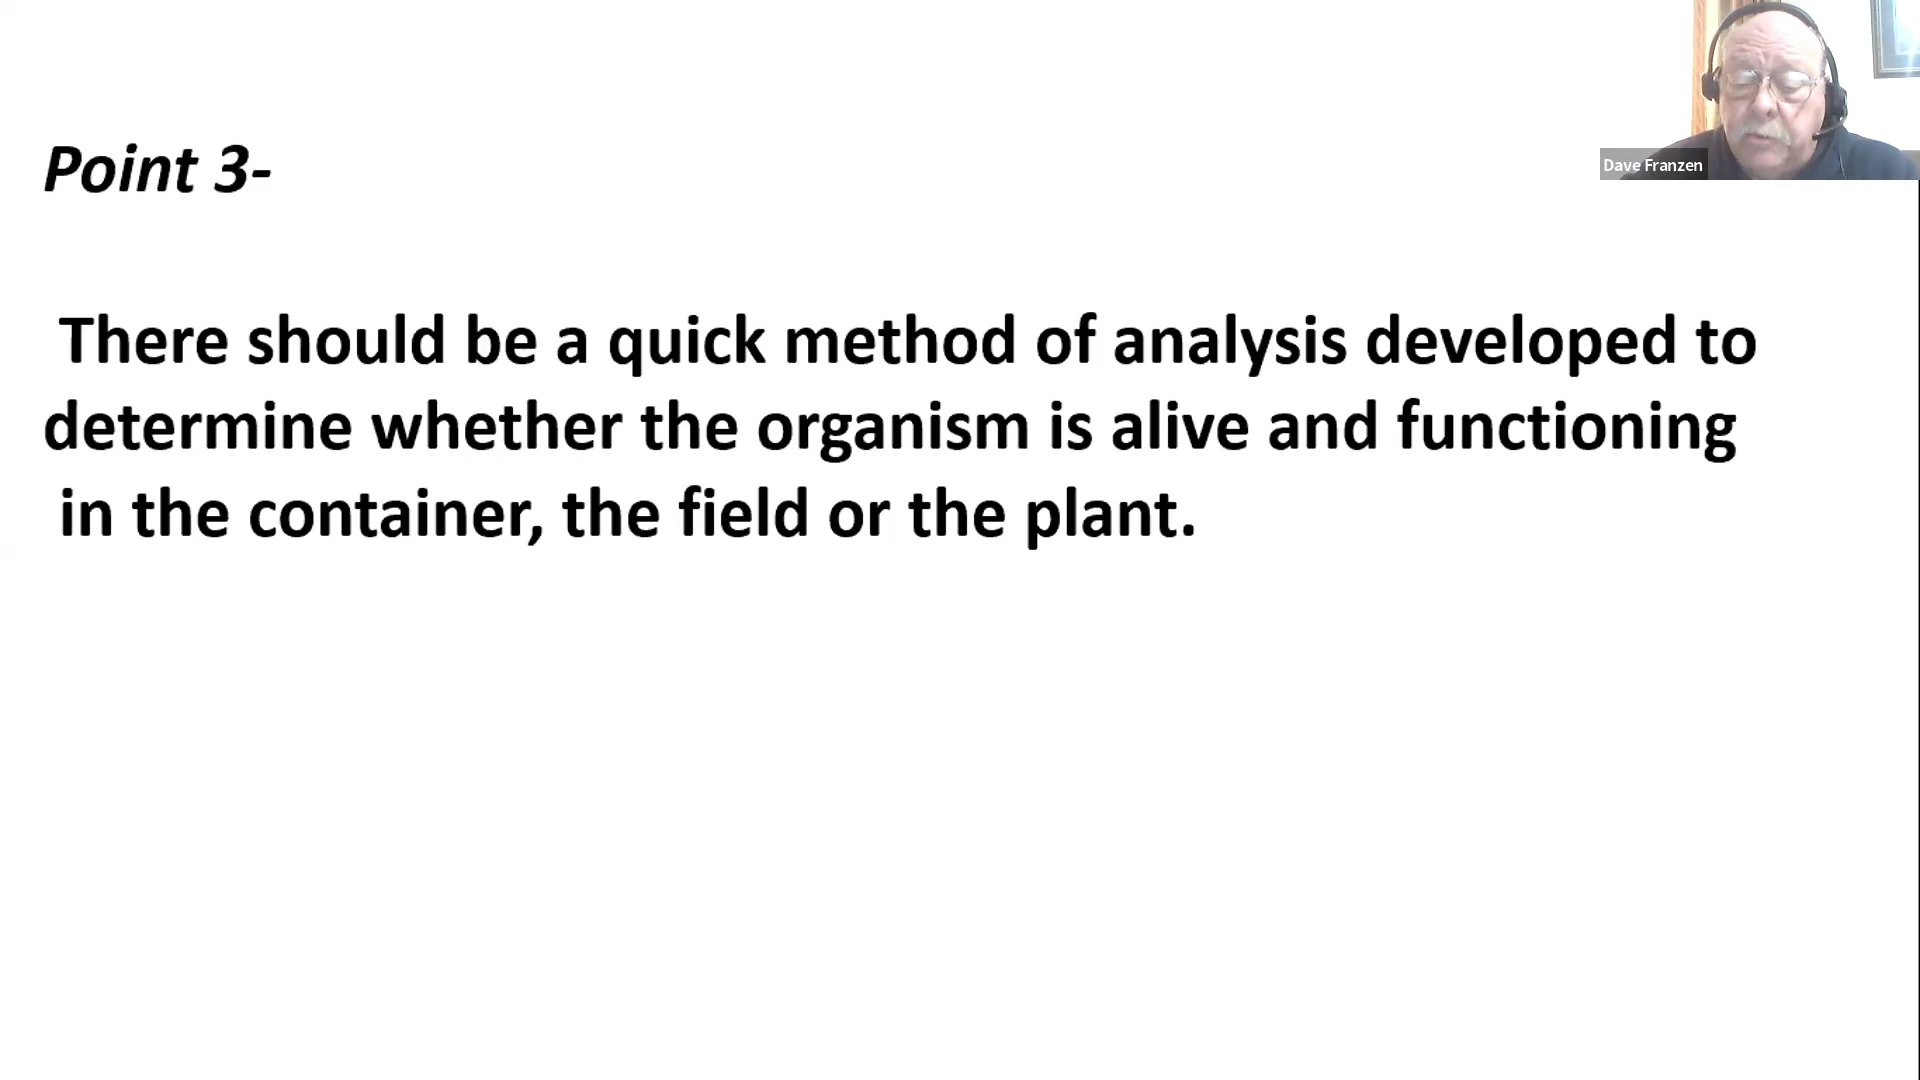 Point 3-
There should be a quick method of analysis developed to
determine whether the organism is alive and functioning
in the container, the field or the plant.
Dave Franzen